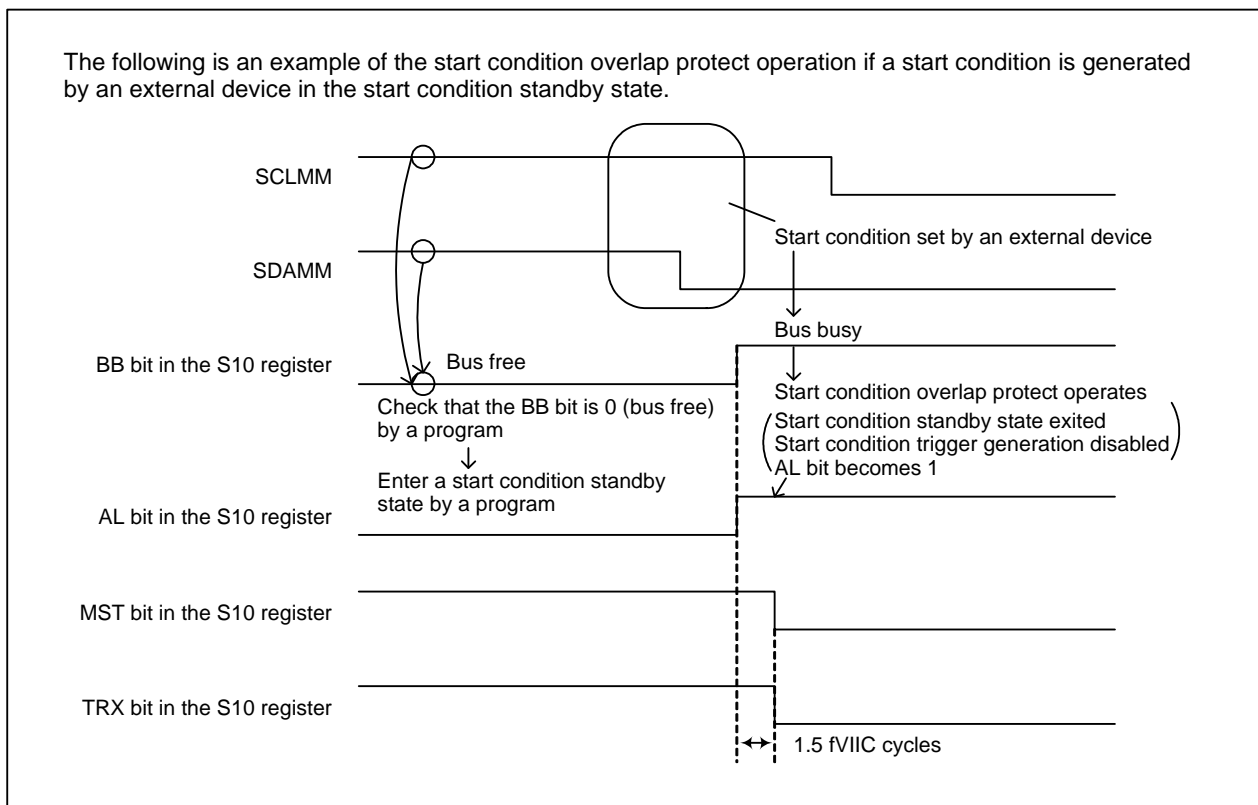 The following is an example of the start condition overlap protect operation if a start condition is generated
by an external device in the start condition standby state.
SCLMM
Start condition set by an external device
SDAMM
Bus busy
BB bit in the S10 register
Bus free
Check that the BB bit is 0 (bus free)
by a program
Enter a start condition standby
state by a program
Start condition overlap protect operates
Start condition standby state exited
Start condition trigger generation disabled
AL bit becomes 1
AL bit in the S10 register
MST bit in the S10 register
TRX bit in the S10 register
1.5 fVIIC cycles